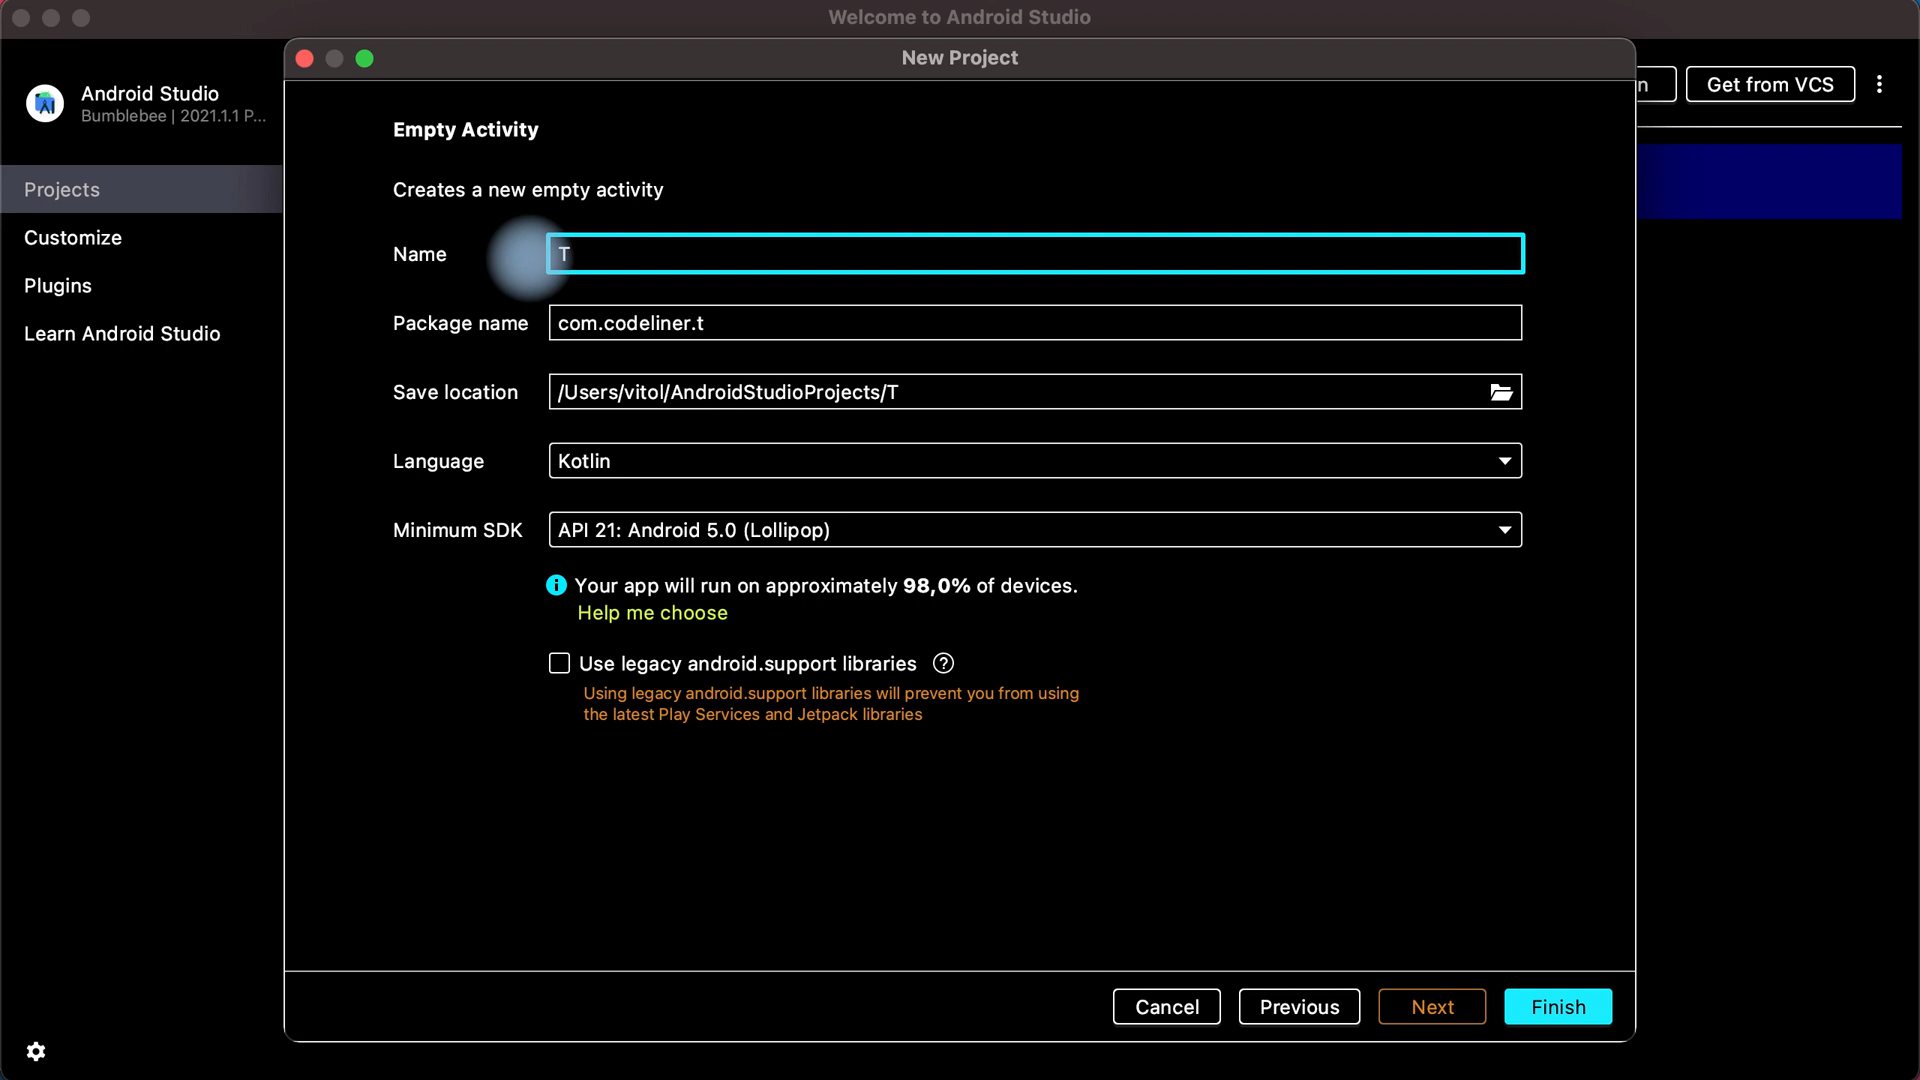 Welcome to Android Studio
New Project
Android Studio
Bumblebee | 2021.1.1 P...
n
Get from VCS
Projects
Customize
Plugins
Learn Android Studio
Empty Activity
Creates a new empty activity
Name
T
Package name
com.codeliner.t
Save location
/Users/vitol/AndroidStudioProjects/T
Language
Kotlin
Minimum SDK
API 21: Android 5.0 (Lollipop)
Your app will run on approximately 98,0% of devices.
Help me choose
Use legacy android.support libraries
Using legacy android.support libraries will prevent you from using
the latest Play Services and Jetpack libraries
Cancel
Previous
Next
Finish